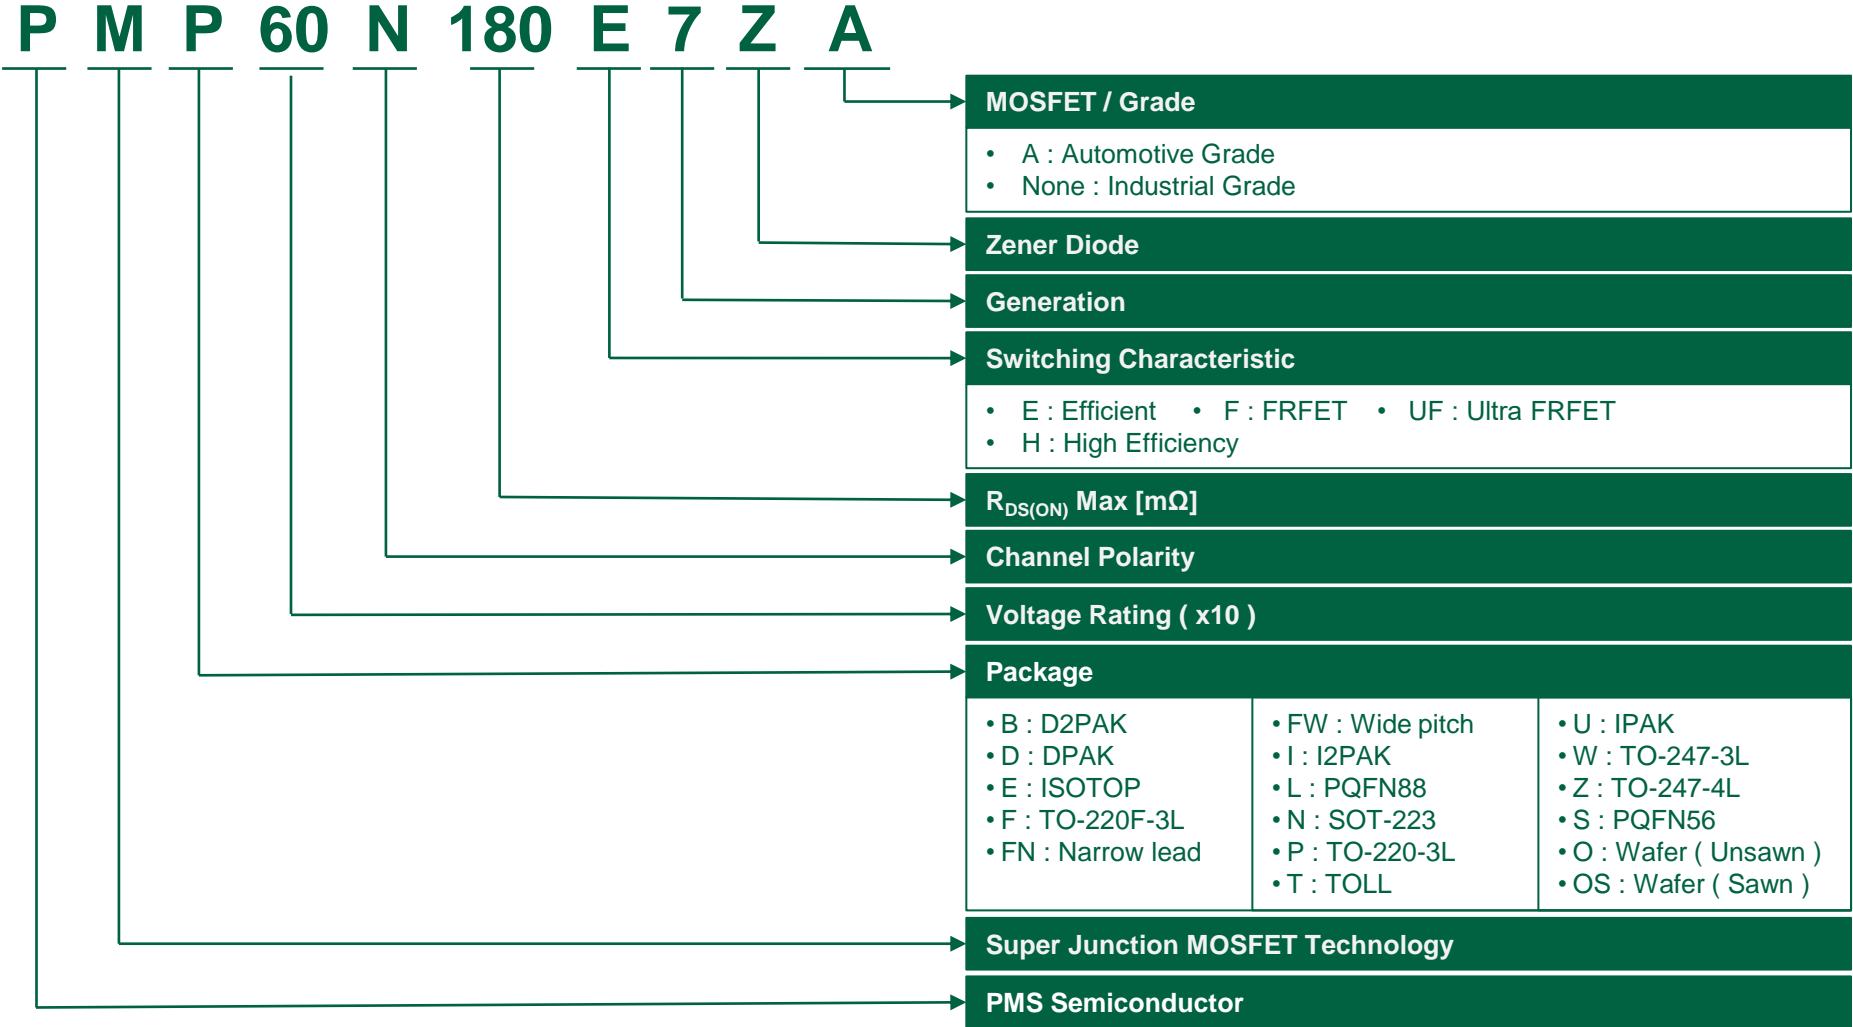 P M P 60 N 180 E 7 Z A
MOSFET / Grade
• A : Automotive Grade
• None : Industrial Grade
Zener Diode
Generation
Switching Characteristic
• E : Efficient • F : FRFET • UF : Ultra FRFET
• H : High Efficiency
RDS(ON) Max [mΩ]
Channel Polarity
Voltage Rating ( x10 )
Package
• B : D2PAK
• D : DPAK
• E : ISOTOP
• F : TO-220F-3L
• FN : Narrow lead
• FW : Wide pitch
• I : I2PAK
• L : PQFN88
• N : SOT-223
• P : TO-220-3L
• T : TOLL
• U : IPAK
• W : TO-247-3L
• Z : TO-247-4L
• S : PQFN56
• O : Wafer ( Unsawn )
• OS : Wafer ( Sawn )
Super Junction MOSFET Technology
PMS Semiconductor